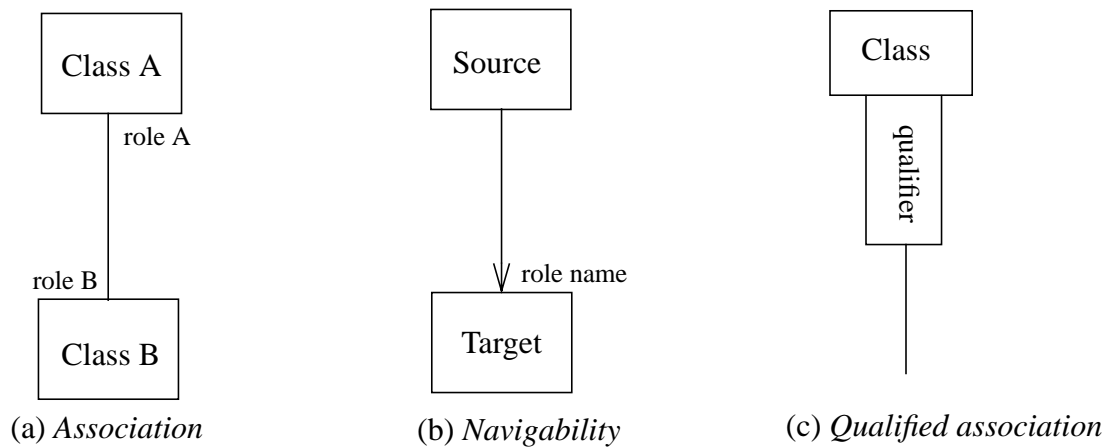 Class A
role A
role B
Class B
(a) Association
Source
role name
Target
(b) Navigability
Class
qualifier
(c) Qualified association